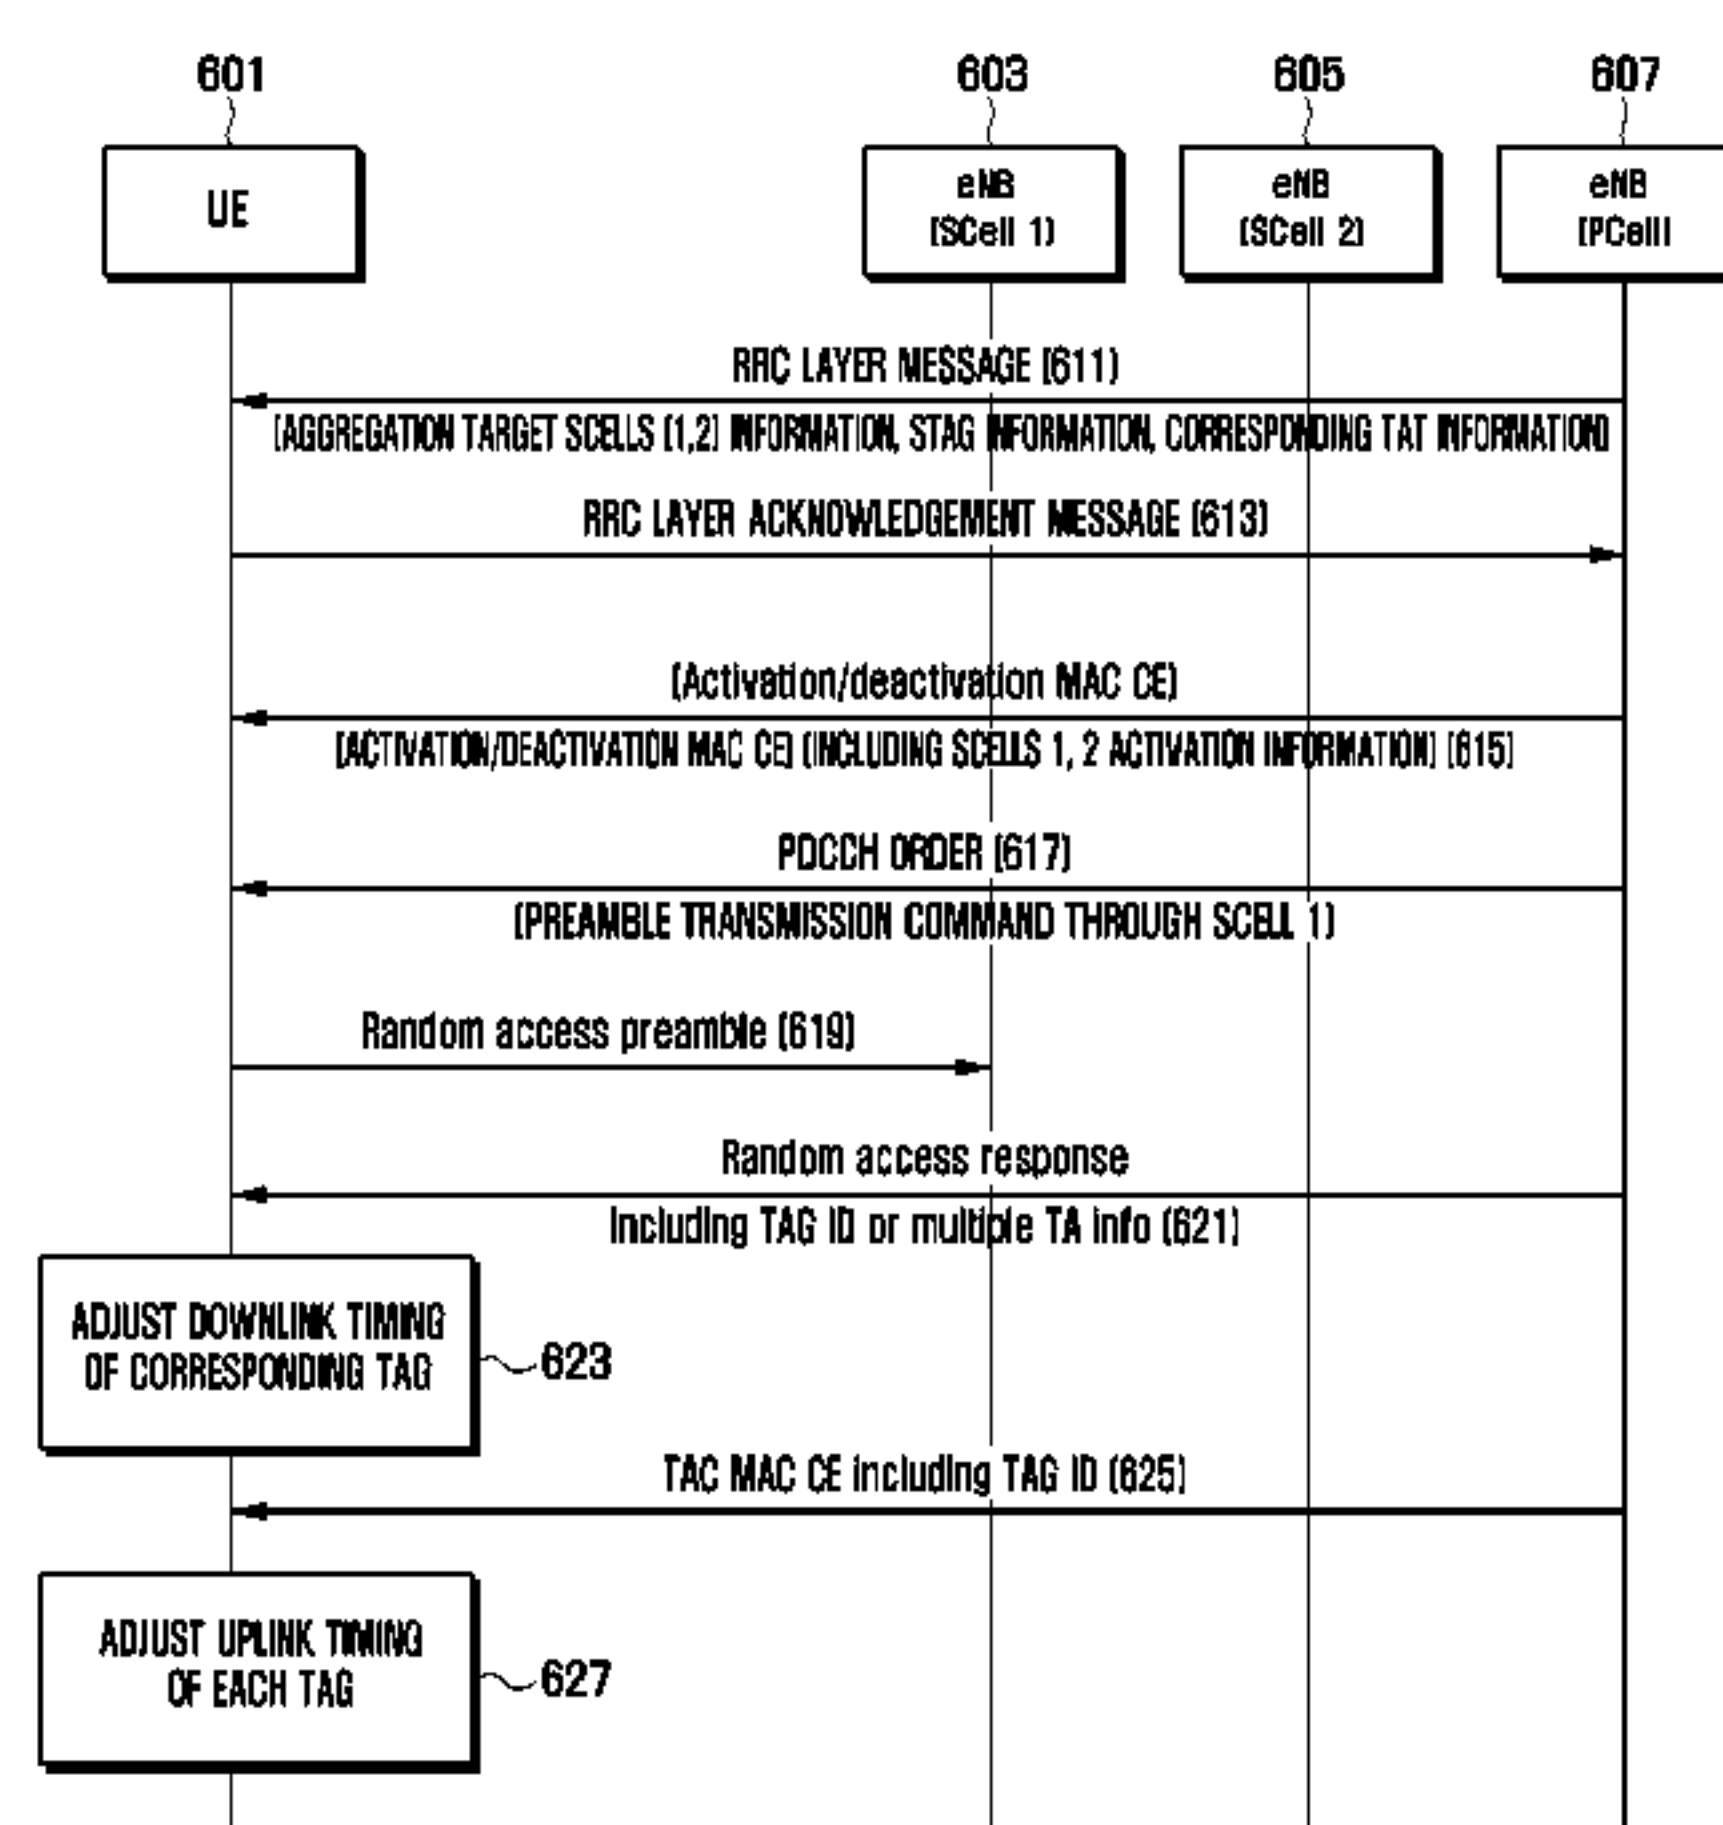 601
603
605
607
UE
eNB
(SCell 1)
eNB
(SCell 2)
eNB
(PCell)
RRC LAYER MESSAGE (611)
(AGGREGATION TARGET SCELLS (1,2) INFORMATION, STAG INFORMATION, CORRESPONDING TAT INFORMATION)
RRC LAYER ACKNOWLEDGEMENT MESSAGE (613)
(Activation/deactivation MAC CE)
(ACTIVATION/DEACTIVATION MAC CE) (INCLUDING SCELLS 1, 2 ACTIVATION INFORMATION) (615)
PDCCH ORDER (617)
(PREAMBLE TRANSMISSION COMMAND THROUGH SCELL 1)
Random access preamble (619)
Random access response
Including TAG ID or multiple TA info (621)
ADJUST DOWNLINK TIMING
OF CORRESPONDING TAG
623
TAC MAC CE including TAG ID (625)
ADJUST UPLINK TIMING
OF EACH TAG
627